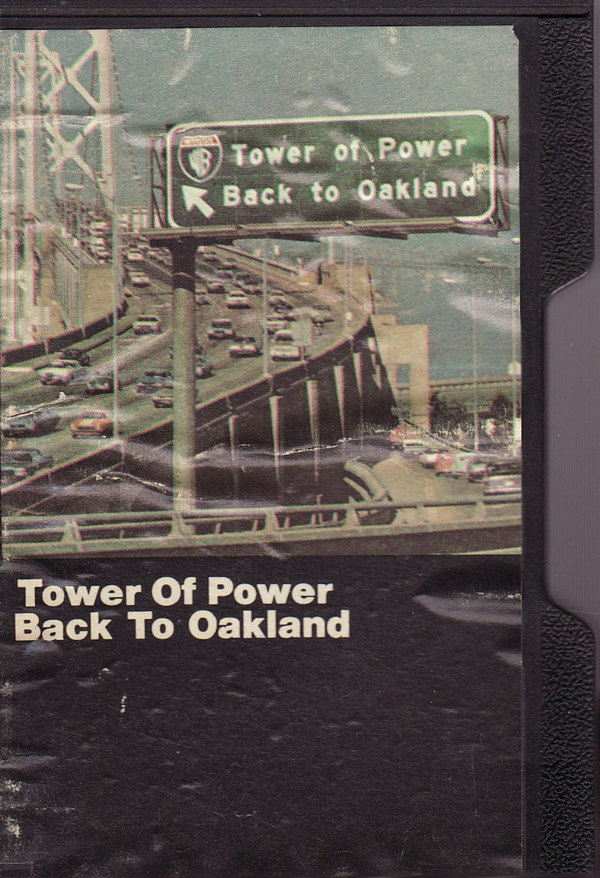 Tower of Power
Back to Oakland
Tower Of Power
Back To Oakland